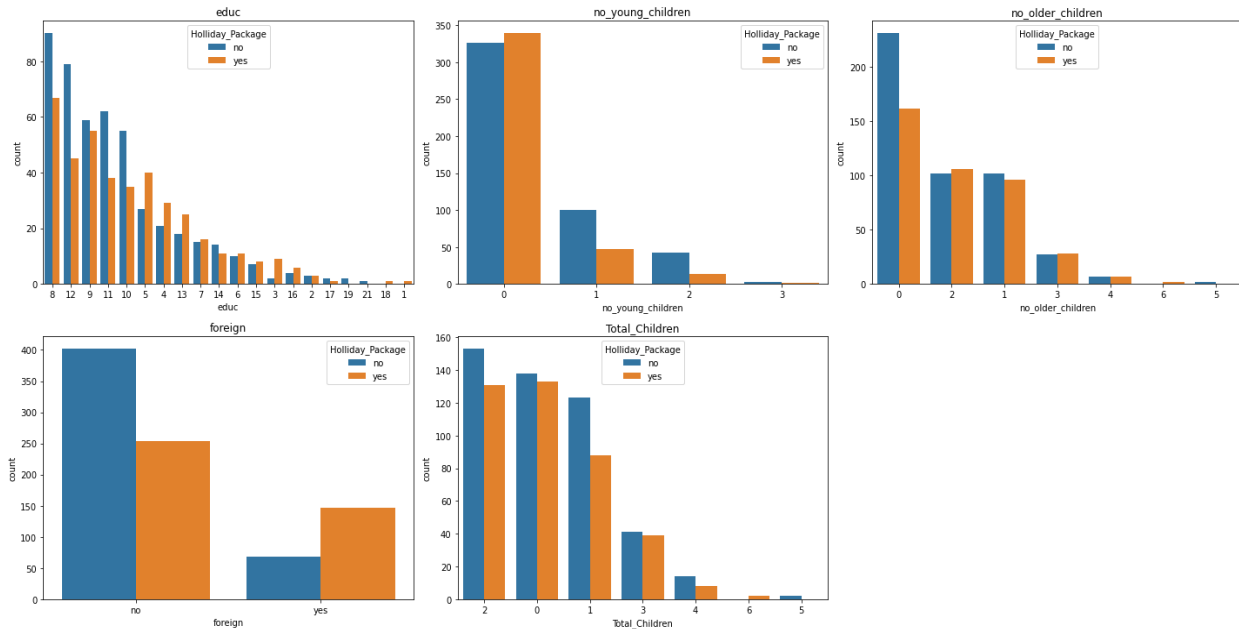 educ
Holliday_Package
no
yes
count
80
60
40
20
0
8 12 9 11 10 5 4 13 7 14 6 15 3 16 2 17 19 21 18 1
educ
no_young_children
Holliday_Package
no
yes
count
350
300
250
200
150
100
50
0
0 1 2 3
no_young_children
no_older_children
Holliday_Package
no
yes
count
200
150
100
50
0
0 2 1 3 4 6 5
no_older_children
foreign
Holliday_Package
no
yes
count
400
350
300
250
200
150
100
50
0
no yes
foreign
Total_Children
Holliday_Package
no
yes
count
160
140
120
100
80
60
40
20
0
2 0 1 3 4 6 5
Total_Children